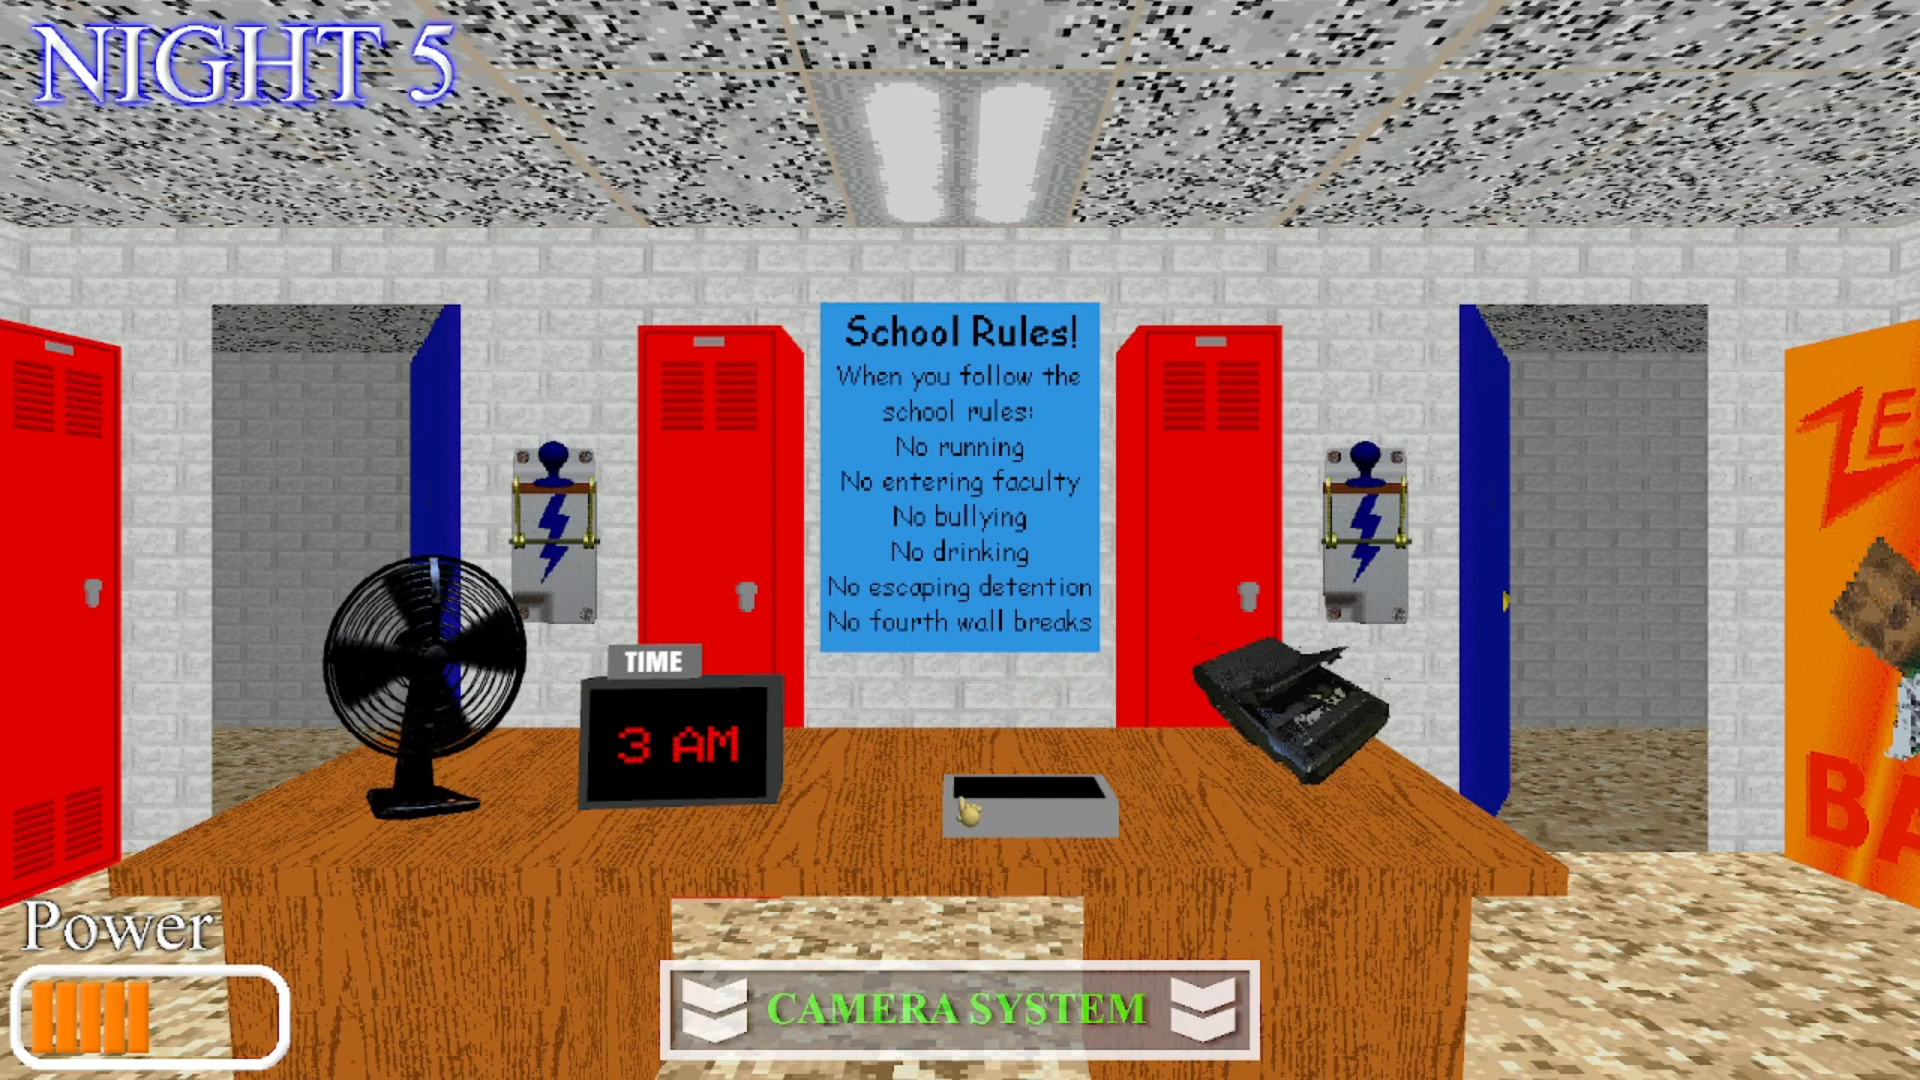 NIGHT 5
School Rules!
When you follow the
school rules:
No running
No entering faculty
No bullying
No drinking
No escaping detention
No fourth wall breaks
TIME
3 AM
Power
CAMERA SYSTEM